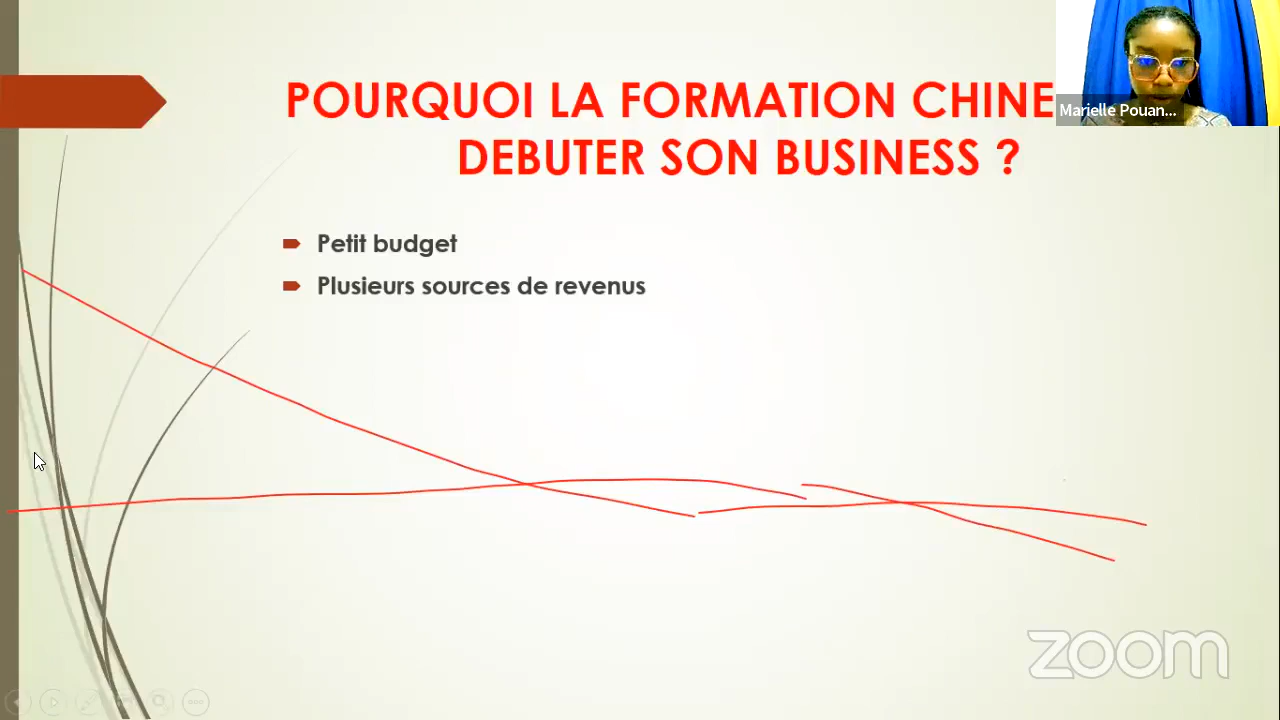 POURQUOI LA FORMATION CHINE
DEBUTER SON BUSINESS ?
Petit budget
Plusieurs sources de revenus
Marielle Pouan...
zoom